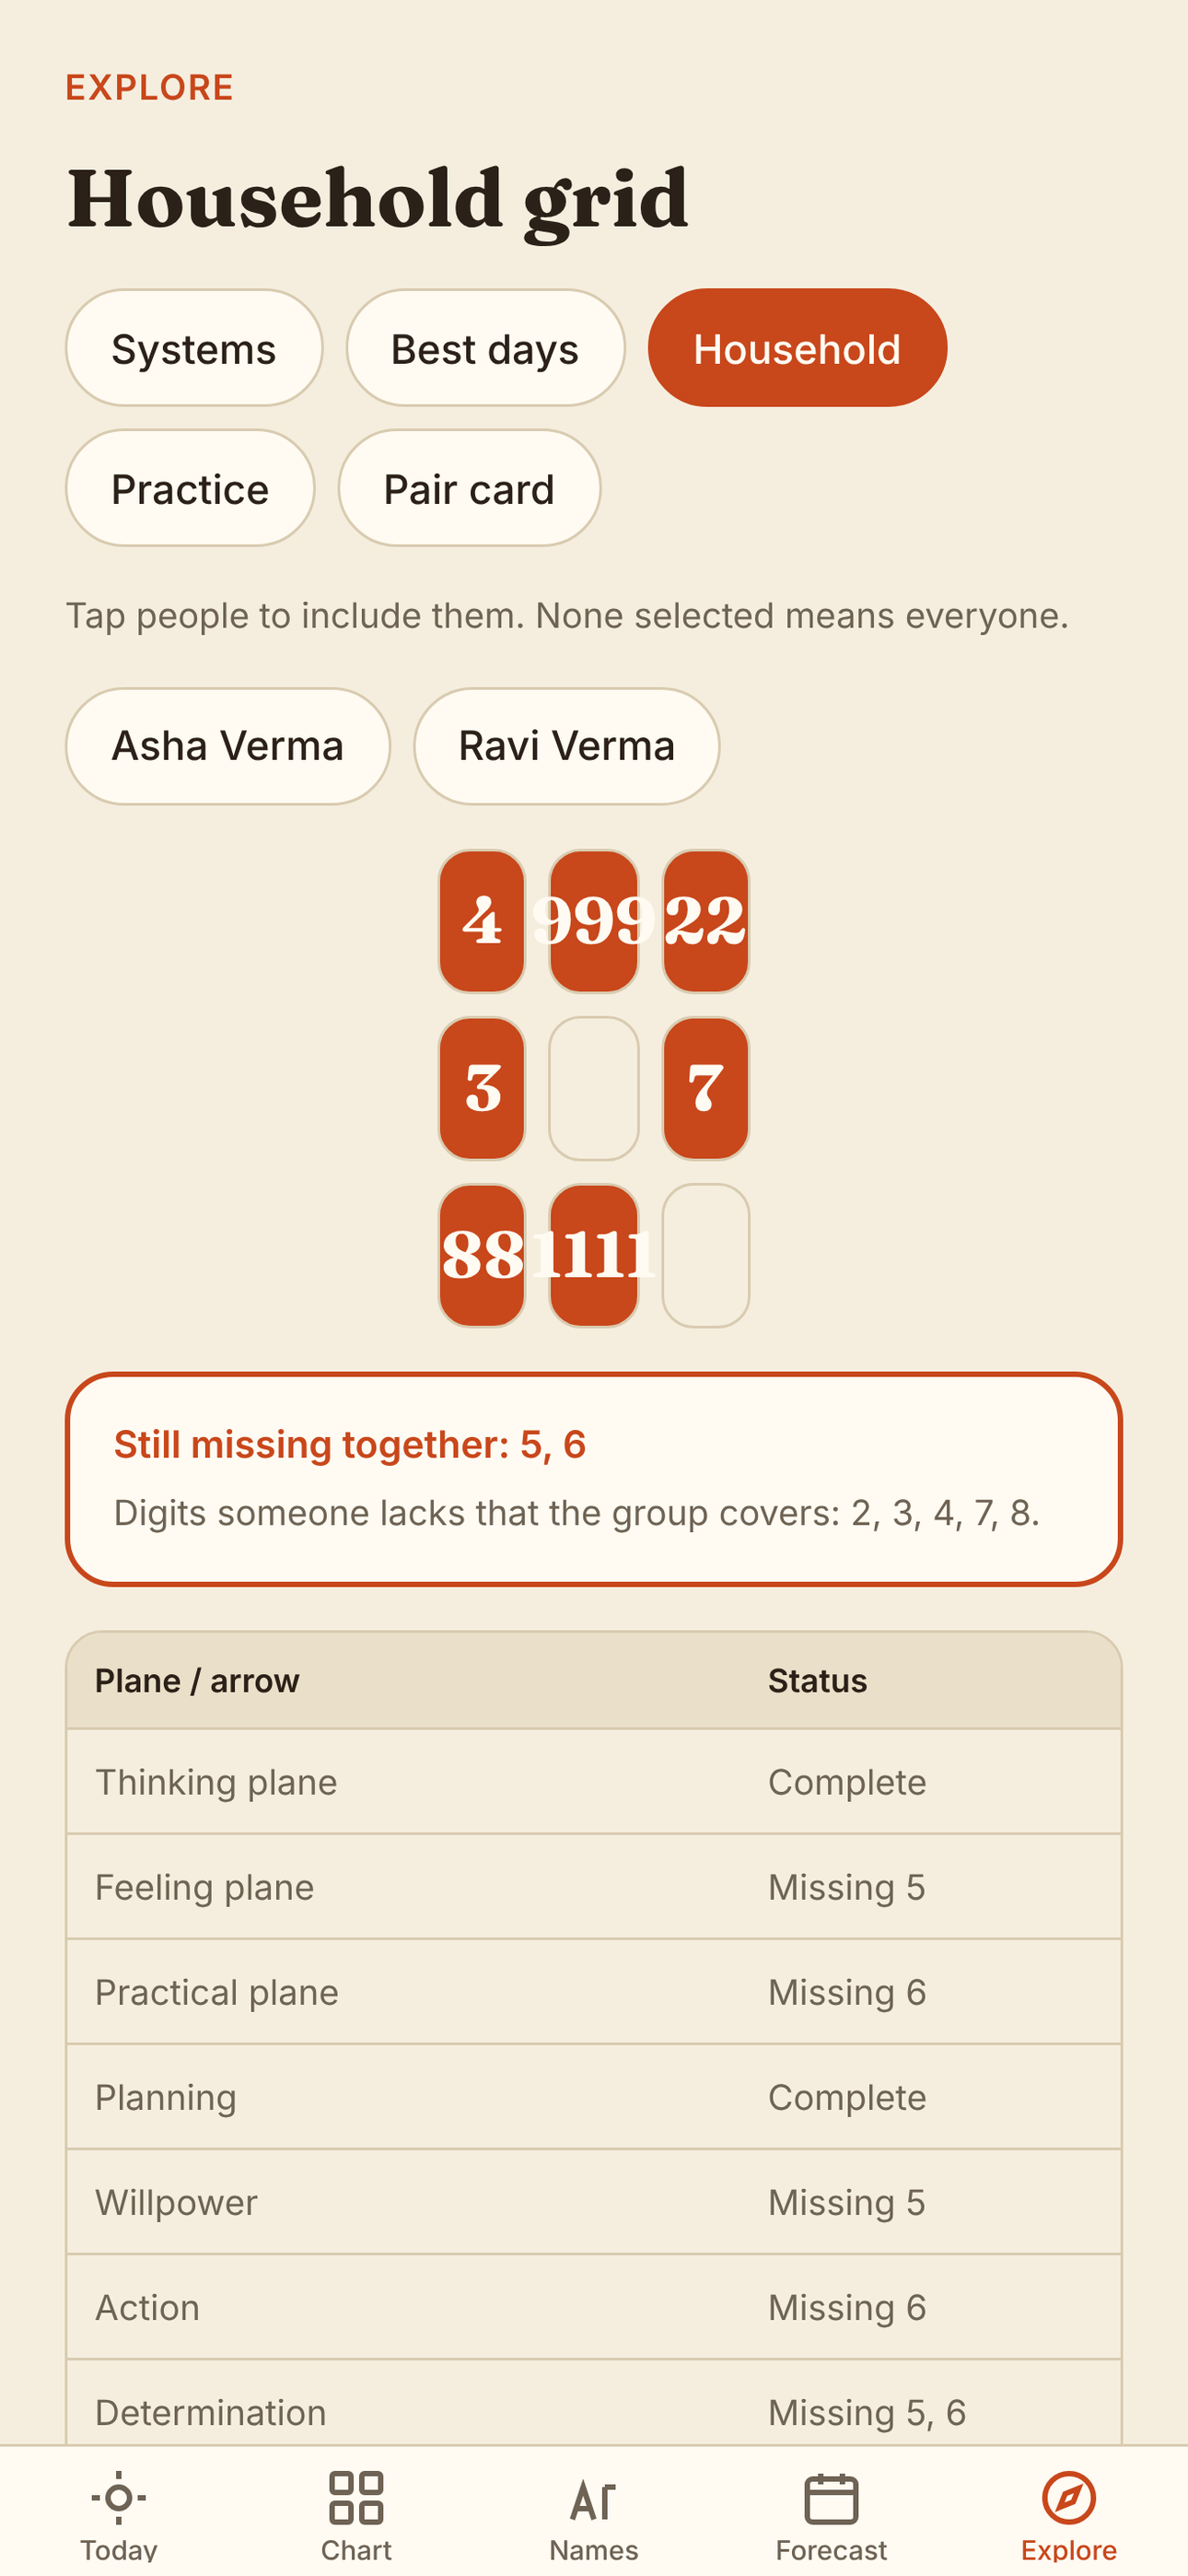 EXPLORE
Household grid
Systems Best days Household
Practice Pair card
Tap people to include them. None selected means everyone.
Asha Verma Ravi Verma
4 999 22
3 7
88 1111
Still missing together: 5, 6
Digits someone lacks that the group covers: 2, 3, 4, 7, 8.
Plane / arrow Status
Thinking plane Complete
Feeling plane Missing 5
Practical plane Missing 6
Planning Complete
Willpower Missing 5
Action Missing 6
Determination Missing 5, 6
Today Chart Names Forecast Explore